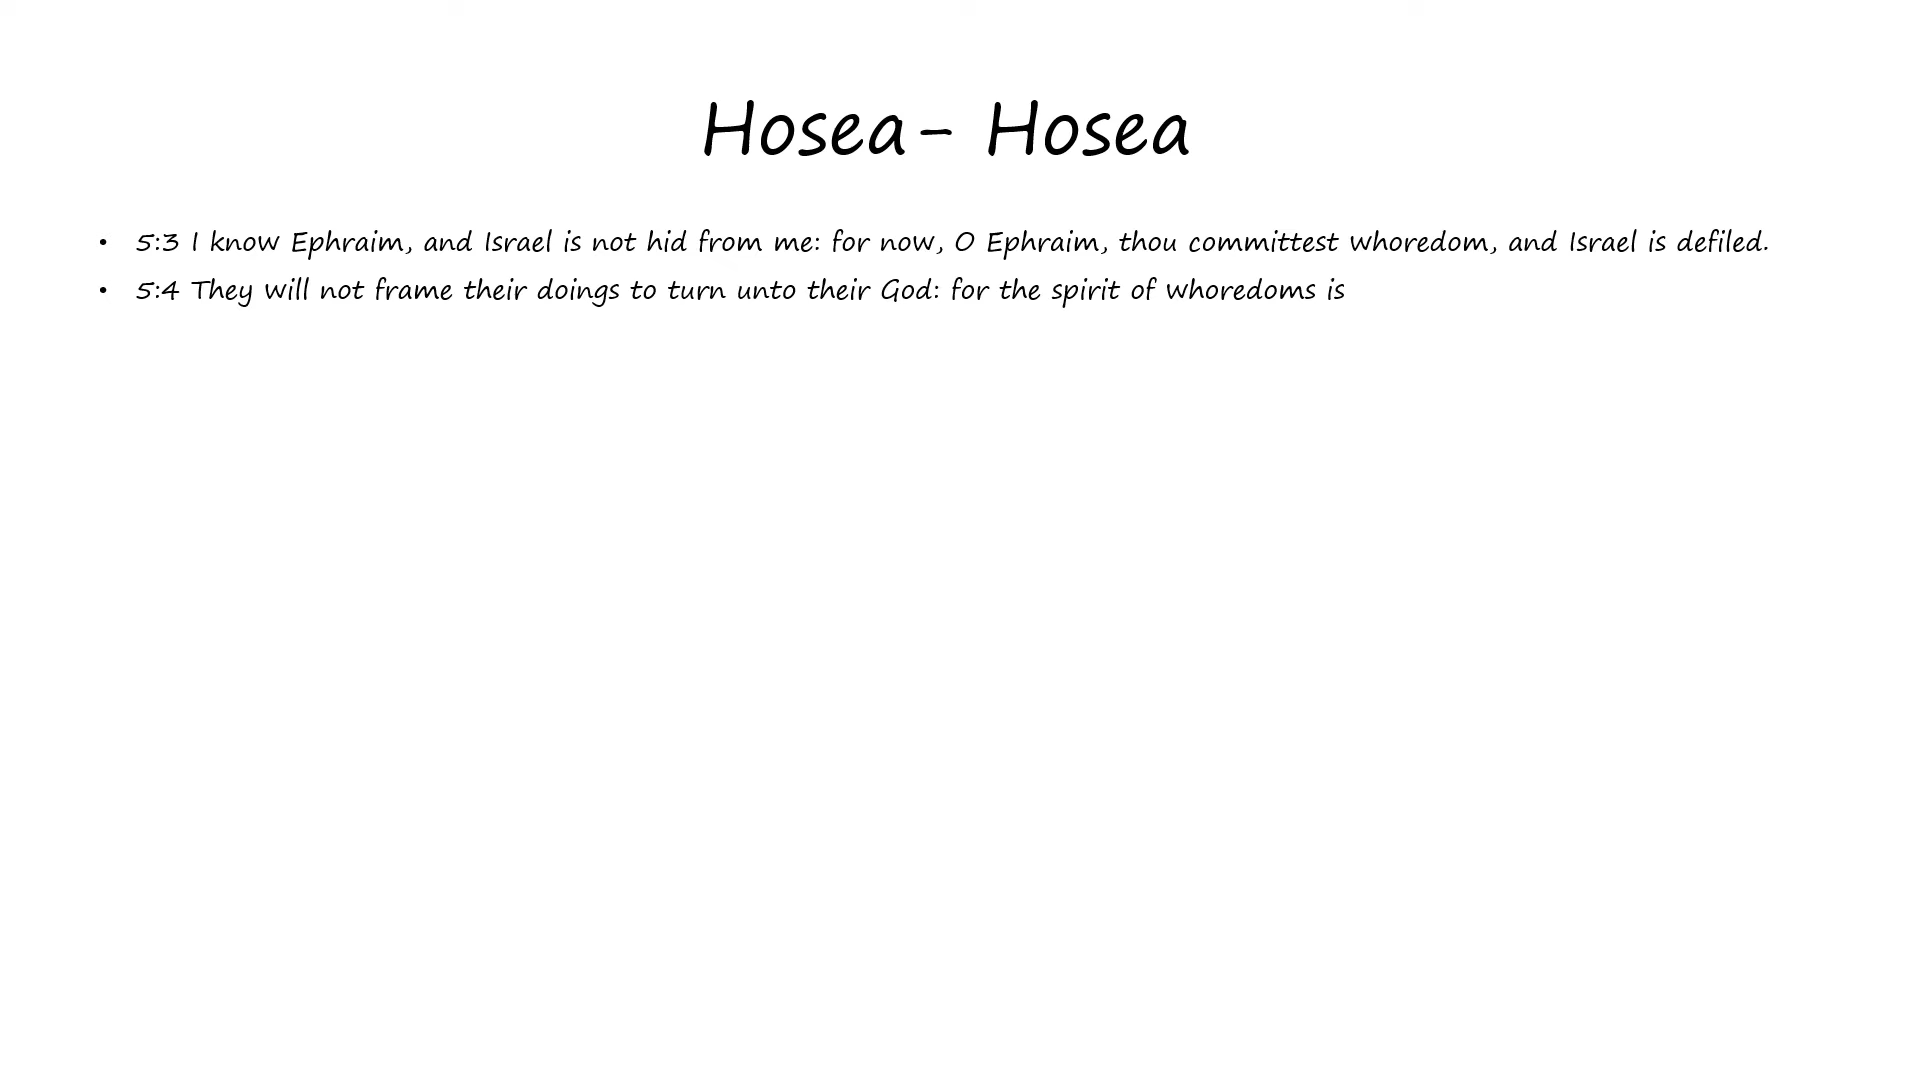 Hosea- Hosea
• 5:3 I know Ephraim, and Israel is not hid from me: for now, O Ephraim, thou committest whoredom, and Israel is defiled.
• 5:4 They will not frame their doings to turn unto their God: for the spirit of whoredoms is